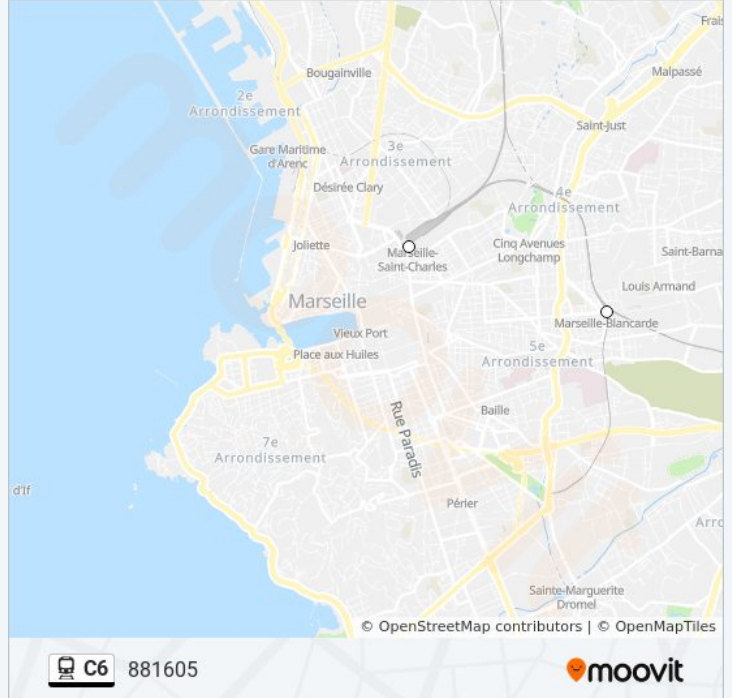 Frais
Bougainville
Malpassé
2e
Arrondissement
Saint-Just
3e
Arrondissement
Gare Maritime
d'Arenc
Désirée Clary
4e
Arrondissement
Joliette
Marseille-
Saint-Charles
Cinq Avenues
Longchamp
Saint-Barna
Louis Armand
Marseille
Marseille-Blancarde
Vieux Port
Place aux Huiles
5e
Arrondissement
Baille
Rue Paradis
7e
Arrondissement
d'If
Périer
Arro
Sainte-Marguerite
Dromel
© OpenStreetMap contributors | © OpenMapTiles
C6 881605
moovit